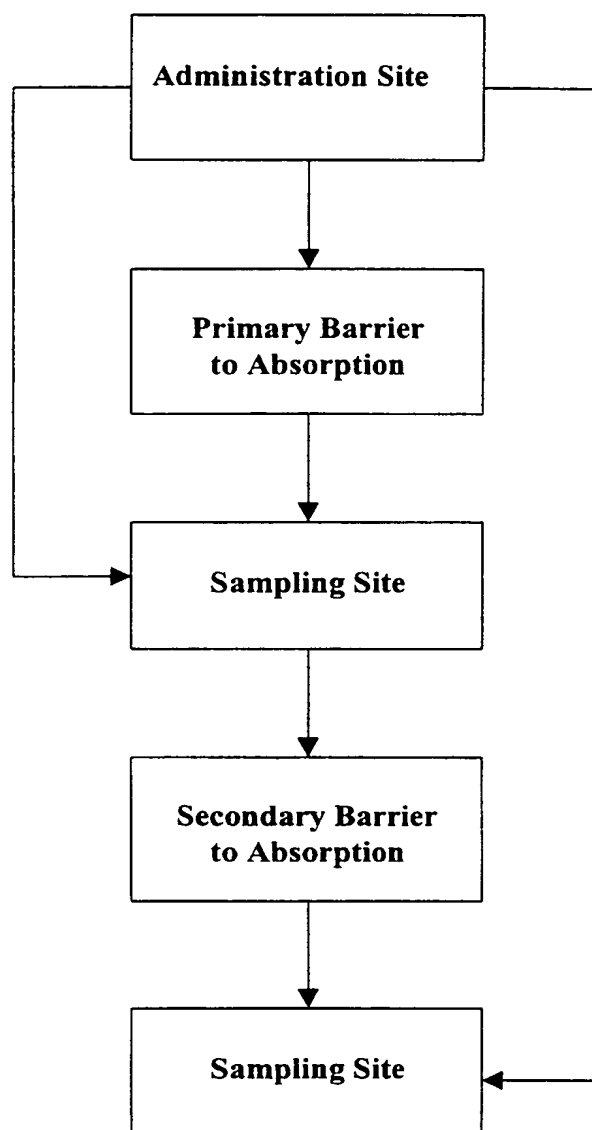 Administration Site
Primary Barrier
to Absorption
Sampling Site
Secondary Barrier
to Absorption
Sampling Site